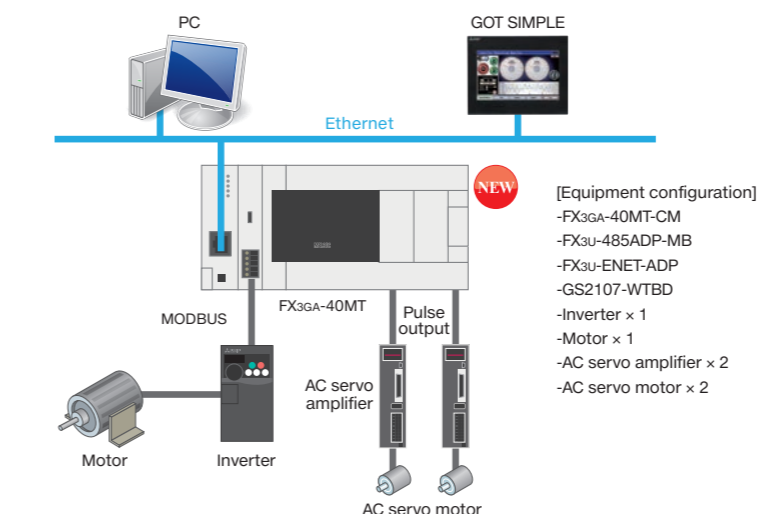 PC
GOT SIMPLE
Ethernet
NEW
[Equipment configuration]
-FX3GA-40MT-CM
-FX3U-485ADP-MB
-FX3U-ENET-ADP
-GS2107-WTBD
-Inverter × 1
-Motor × 1
-AC servo amplifier × 2
-AC servo motor × 2
MODBUS
FX3GA-40MT
Pulse
output
AC servo
amplifier
Motor
Inverter
AC servo motor